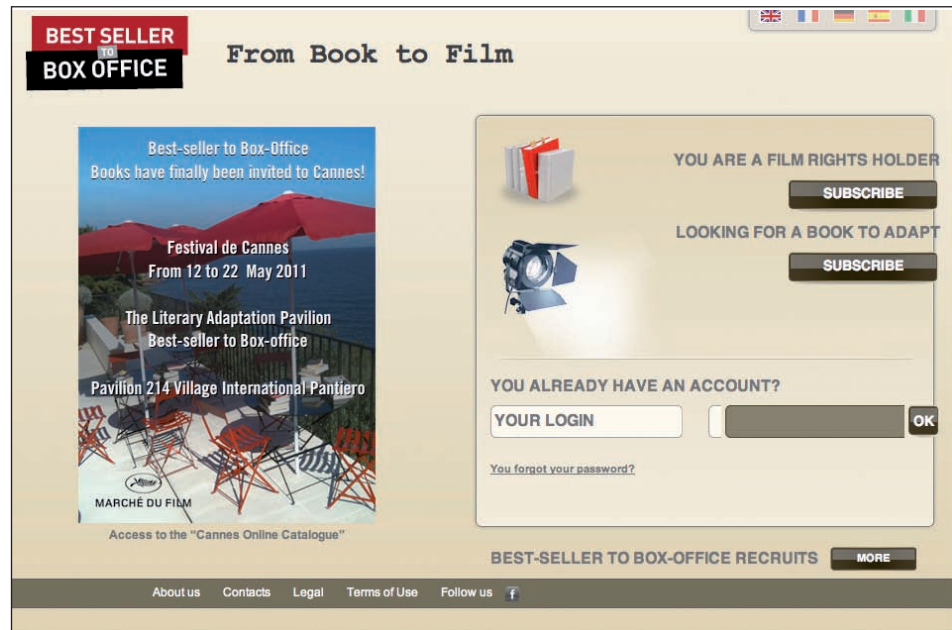 BEST SELLER
TO
BOX OFFICE
From Book to Film
Best-seller to Box-Office
Books have finally been invited to Cannes!
Festival de Cannes
From 12 to 22 May 2011
The Literary Adaptation Pavilion
Best-seller to Box-office
Pavilion 214 Village International Pantiero
MARCHÉ DU FILM
Access to the "Cannes Online Catalogue"
YOU ARE A FILM RIGHTS HOLDER
SUBSCRIBE
LOOKING FOR A BOOK TO ADAPT
SUBSCRIBE
YOU ALREADY HAVE AN ACCOUNT?
YOUR LOGIN
OK
You forgot your password?
BEST-SELLER TO BOX-OFFICE RECRUITS
MORE
About us Contacts Legal Terms of Use Follow us f